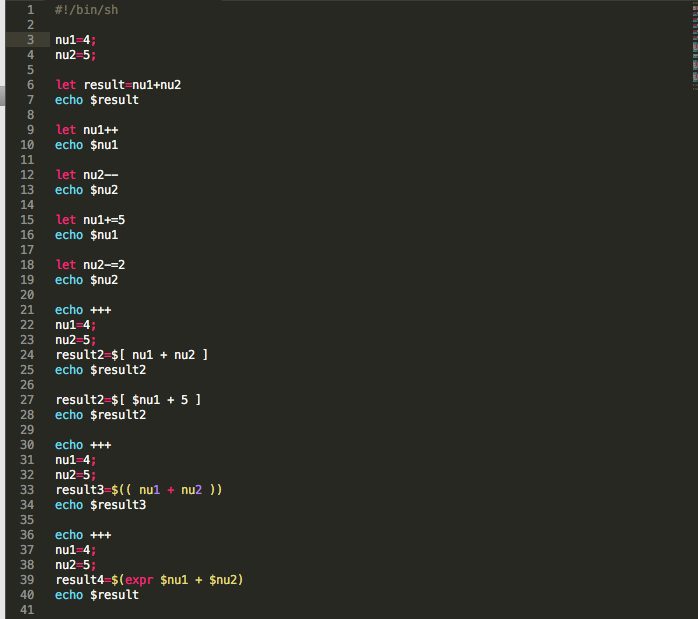 1 #!/bin/sh
2
3 nu1=4;
4 nu2=5;
5
6 let result=nu1+nu2
7 echo $result
8
9 let nu1++
10 echo $nu1
11
12 let nu2--
13 echo $nu2
14
15 let nu1+=5
16 echo $nu1
17
18 let nu2-=2
19 echo $nu2
20
21 echo +++
22 nu1=4;
23 nu2=5;
24 result2=$[ nu1 + nu2 ]
25 echo $result2
26
27 result2=$[ $nu1 + 5 ]
28 echo $result2
29
30 echo +++
31 nu1=4;
32 nu2=5;
33 result3=$(( nu1 + nu2 ))
34 echo $result3
35
36 echo +++
37 nu1=4;
38 nu2=5;
39 result4=$(expr $nu1 + $nu2)
40 echo $result
41